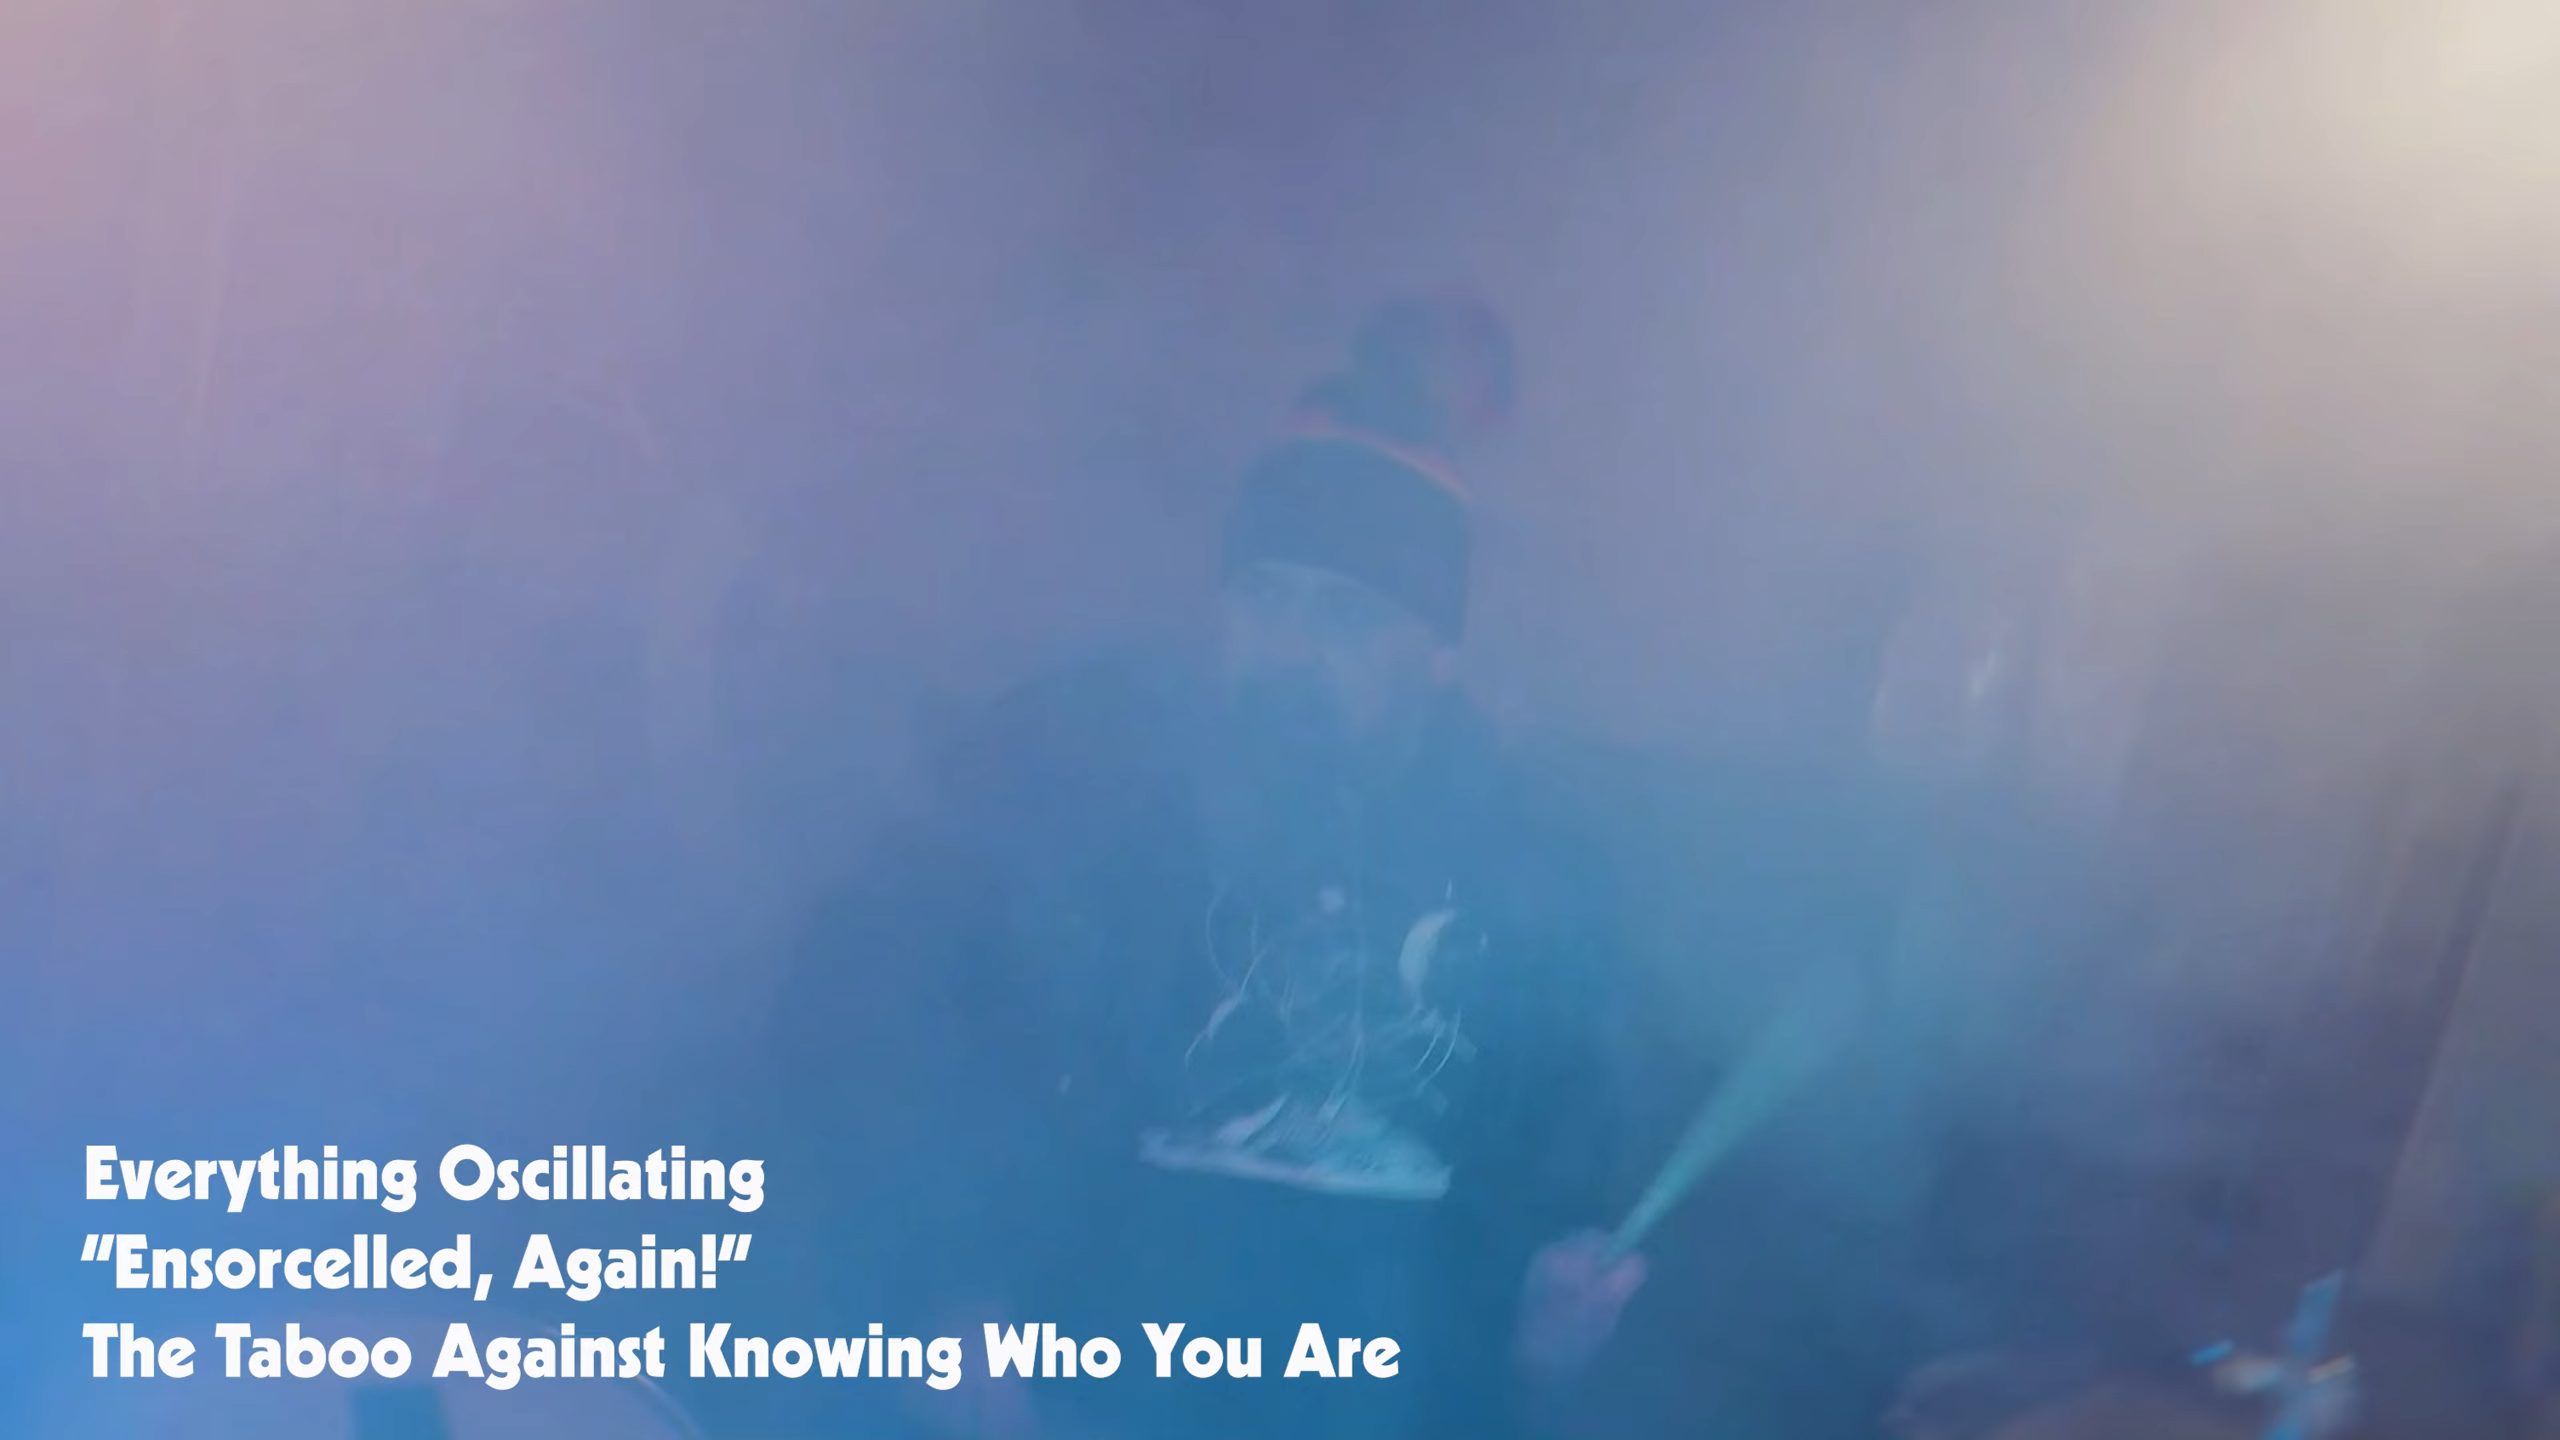 Everything Oscillating
"Ensorcelled, Again!"
The Taboo Against Knowing Who You Are